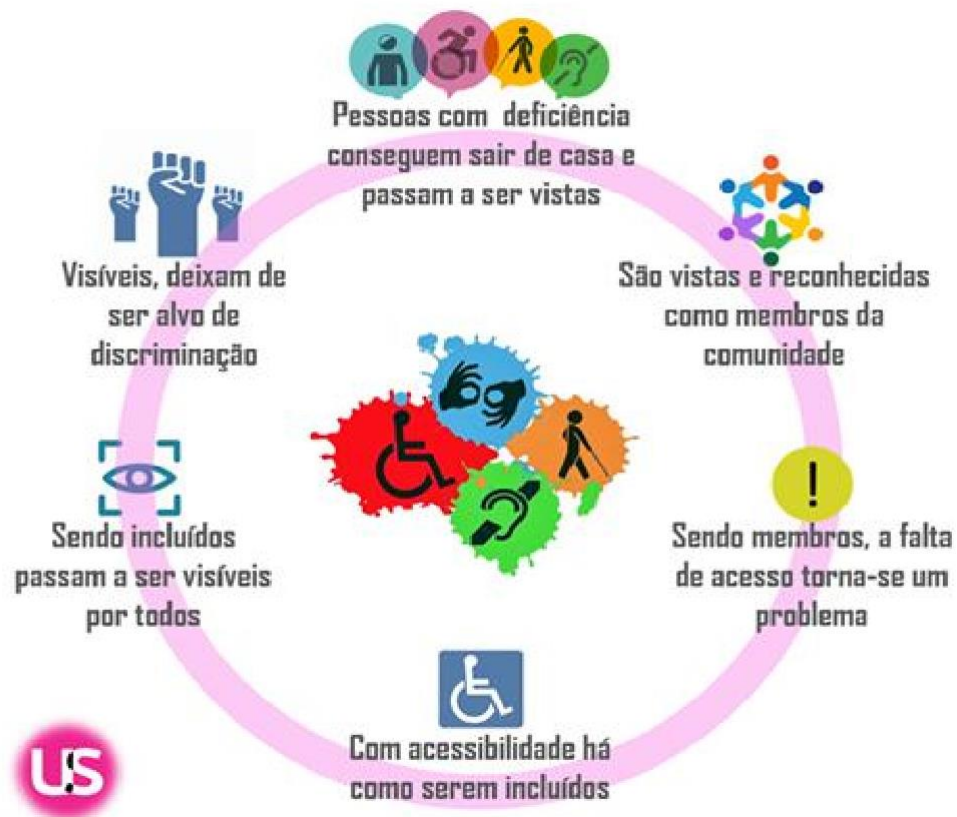 Pessoas com deficiência
conseguem sair de casa e
passam a ser vistas
São vistas e reconhecidas
como membros da
comunidade
!
Sendo membros, a falta
de acesso torna-se um
problema
Com acessibilidade há
como serem incluídos
Sendo incluídos
passam a ser visíveis
por todos
Visíveis, deixam de
ser alvo de
discriminação
US